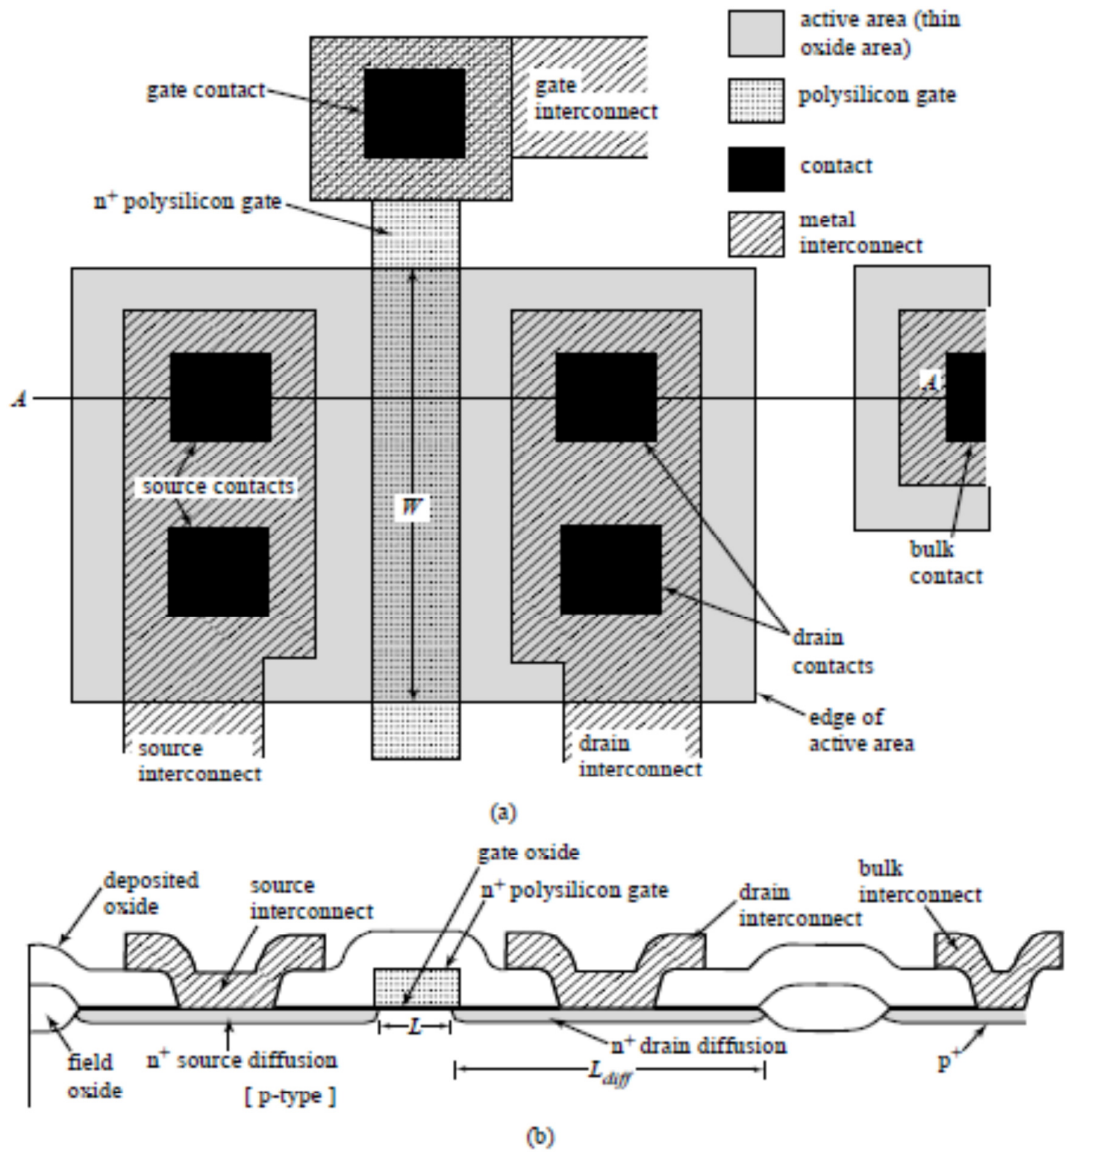 active area (thin
oxide area)
polysilicon gate
contact
metal
interconnect
gate contact
gate
interconnect
n+ polysilicon gate
A
A
source contacts
W
bulk
contact
drain
contacts
edge of
active area
source
interconnect
drain
interconnect
(a)
gate oxide
deposited
oxide
source
interconnect
n+ polysilicon gate
drain
interconnect
bulk
interconnect
L
field
oxide
n+ source diffusion
[ p-type ]
n+ drain diffusion
Ldiff
p+
(b)